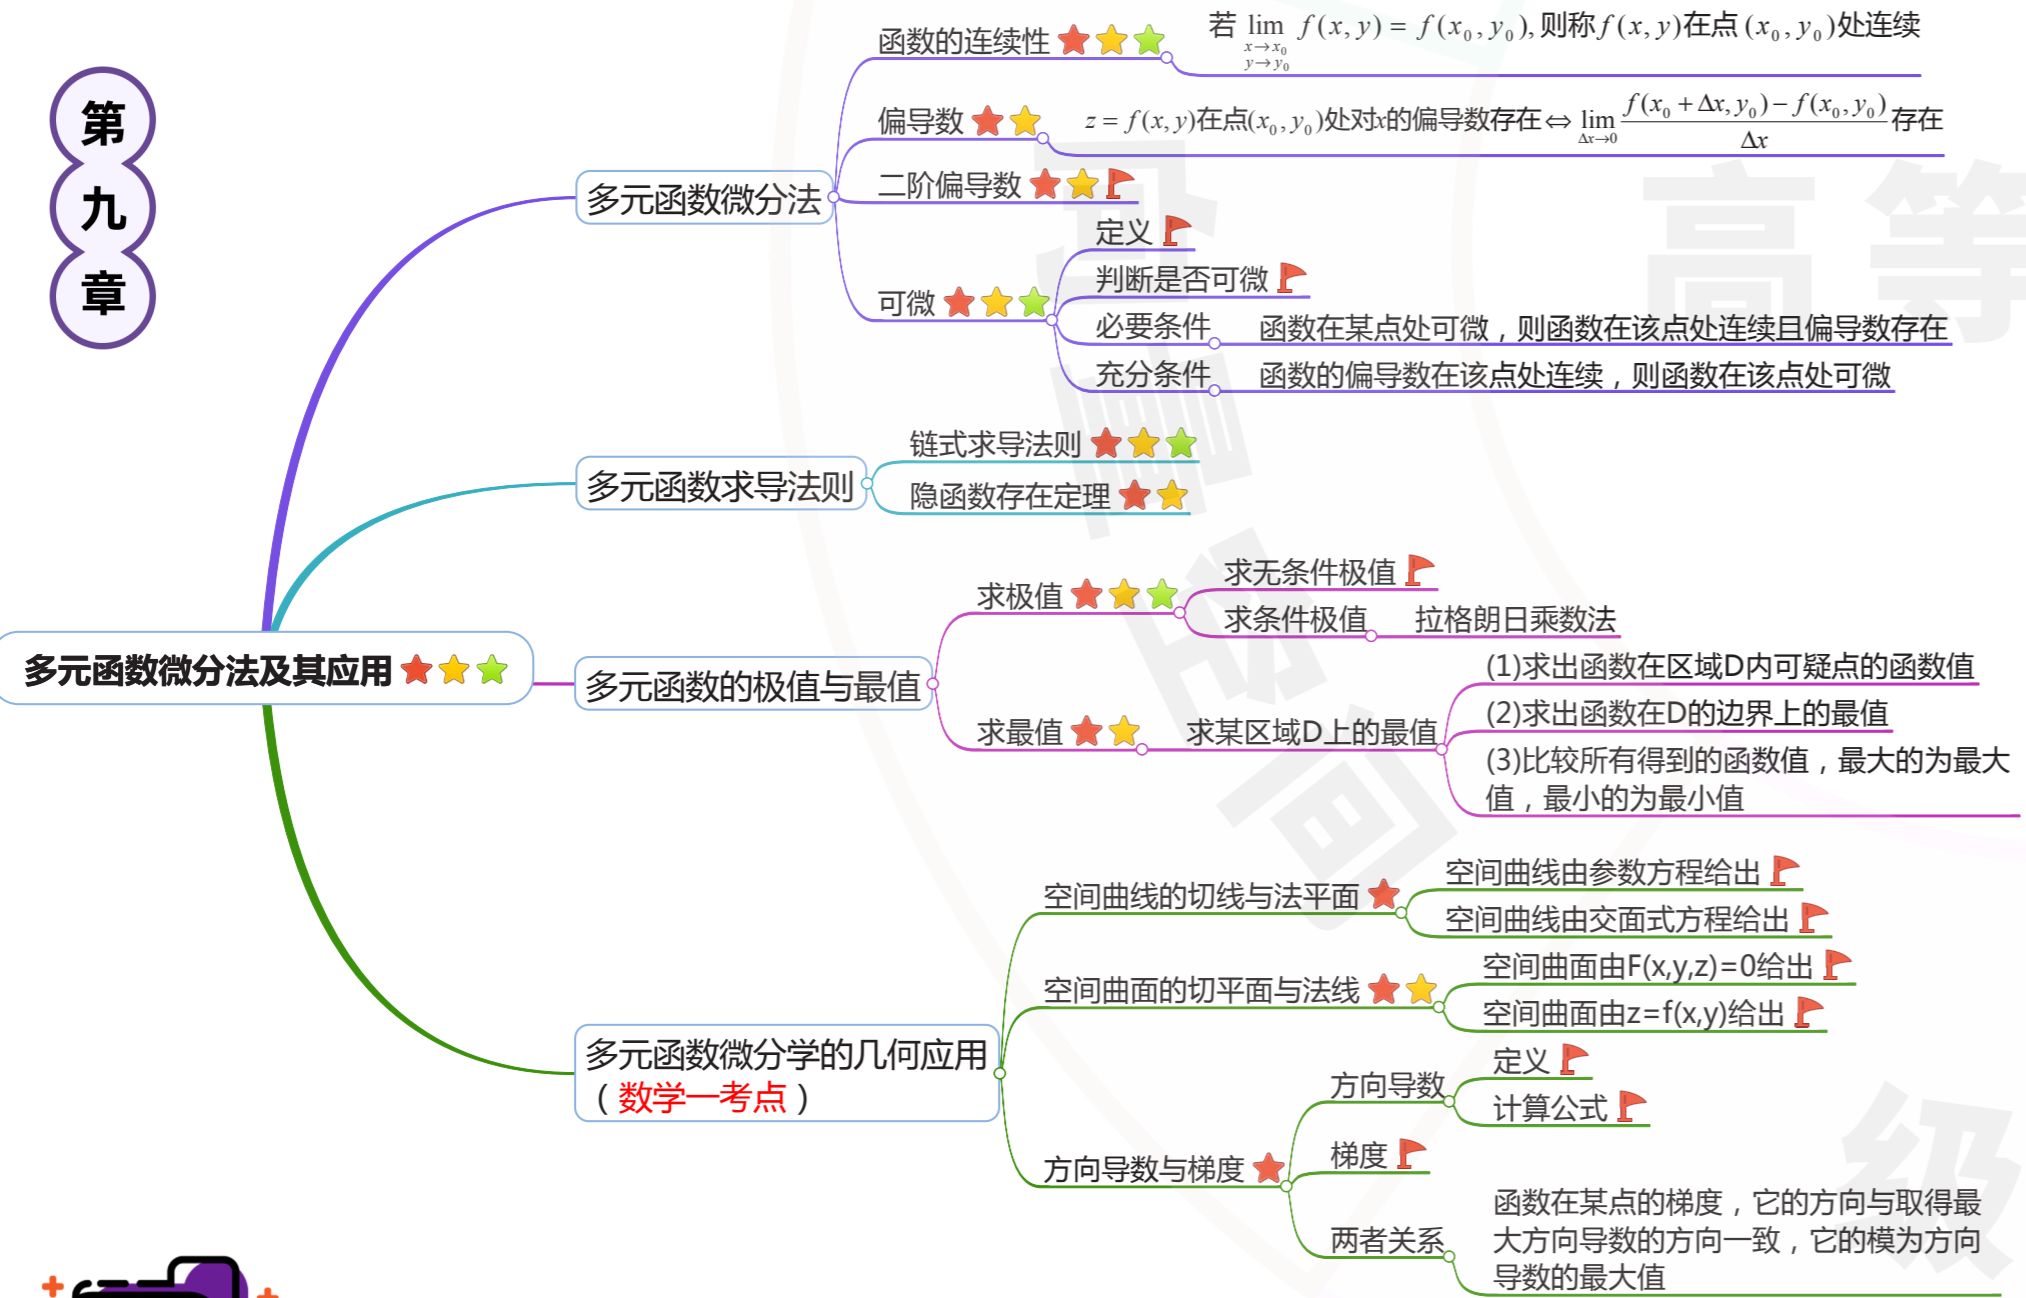 第
九
章
多元函数微分法及其应用
多元函数微分法
函数的连续性
若 lim f(x, y) = f(x₀, y₀), 则称f(x, y)在点 (x₀, y₀)处连续
x→x₀
y→y₀
偏导数
z = f(x, y)在点(x₀, y₀)处对x的偏导数存在⇔ lim_{Δx→0} \frac{f(x₀ + Δx, y₀) − f(x₀, y₀)}{Δx} 存在
二阶偏导数
可微
定义
判断是否可微
必要条件
函数在某点处可微，则函数在该点处连续且偏导数存在
充分条件
函数的偏导数在该点处连续，则函数在该点处可微
多元函数求导法则
链式求导法则
隐函数存在定理
多元函数的极值与最值
求极值
求无条件极值
求条件极值
拉格朗日乘数法
求最值
求某区域D上的最值
(1)求出函数在区域D内可疑点的函数值
(2)求出函数在D的边界上的最值
(3)比较所有得到的函数值，最大的为最大
值，最小的为最小值
多元函数微分学的几何应用
（数学一考点）
空间曲线的切线与法平面
空间曲线由参数方程给出
空间曲线由交面式方程给出
空间曲面的切平面与法线
空间曲面由F(x,y,z)=0给出
空间曲面由z=f(x,y)给出
方向导数与梯度
方向导数
定义
计算公式
梯度
两者关系
函数在某点的梯度，它的方向与取得最
大方向导数的方向一致，它的模为方向
导数的最大值
高等
级
量空间